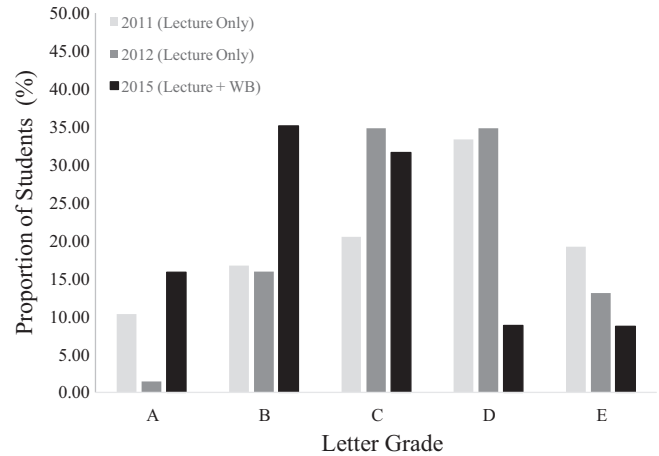 50.00
45.00
40.00
35.00
30.00
25.00
20.00
15.00
10.00
5.00
0.00
Proportion of Students (%)
2011 (Lecture Only)
2012 (Lecture Only)
2015 (Lecture + WB)
A B C D E
Letter Grade